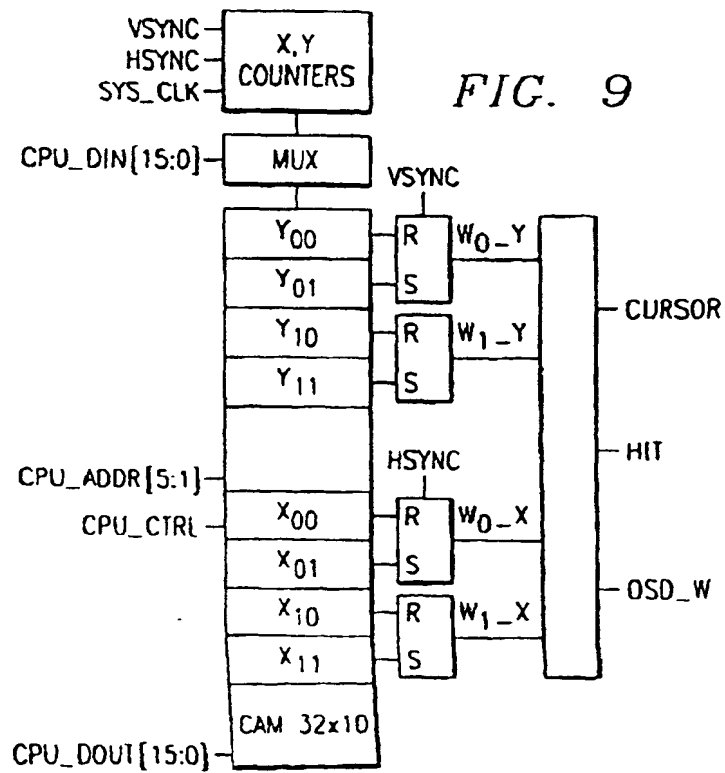 VSYNC
HSYNC
SYS_CLK
X,Y
COUNTERS
FIG. 9
CPU_DIN[15:0]
MUX
VSYNC
Y00
R
W0_Y
Y01
S
CURSOR
Y10
R
W1_Y
Y11
S
HSYNC
HIT
CPU_ADDR[5:1]
X00
R
W0_X
CPU_CTRL
X01
S
X10
R
W1_X
OSD_W
X11
S
CAM 32x10
CPU_DOUT[15:0]